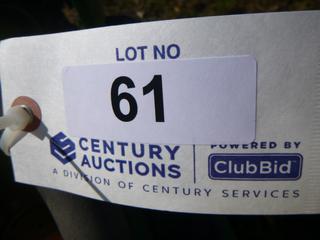 LOT NO
61
CENTURY
AUCTIONS
POWERED BY
ClubBid
A DIVISION OF CENTURY SERVICES